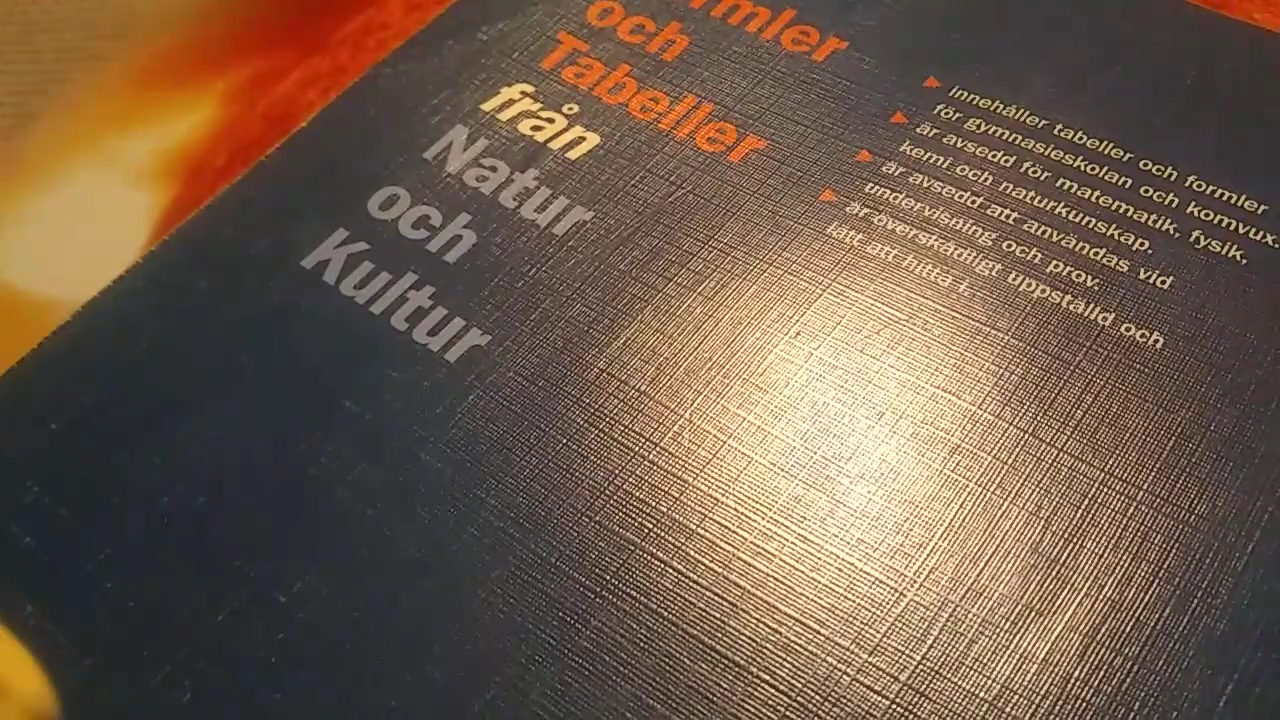 rmler
och
Tabeller
från
Natur
och
Kultur
innehåller tabeller och formler
för gymnasieskolan och komvux.
är avsedd för matematik, fysik,
kemi och naturkunskap.
är avsedd att användas vid
undervisning och prov.
är överskådligt uppställd och
lätt att hitta i.